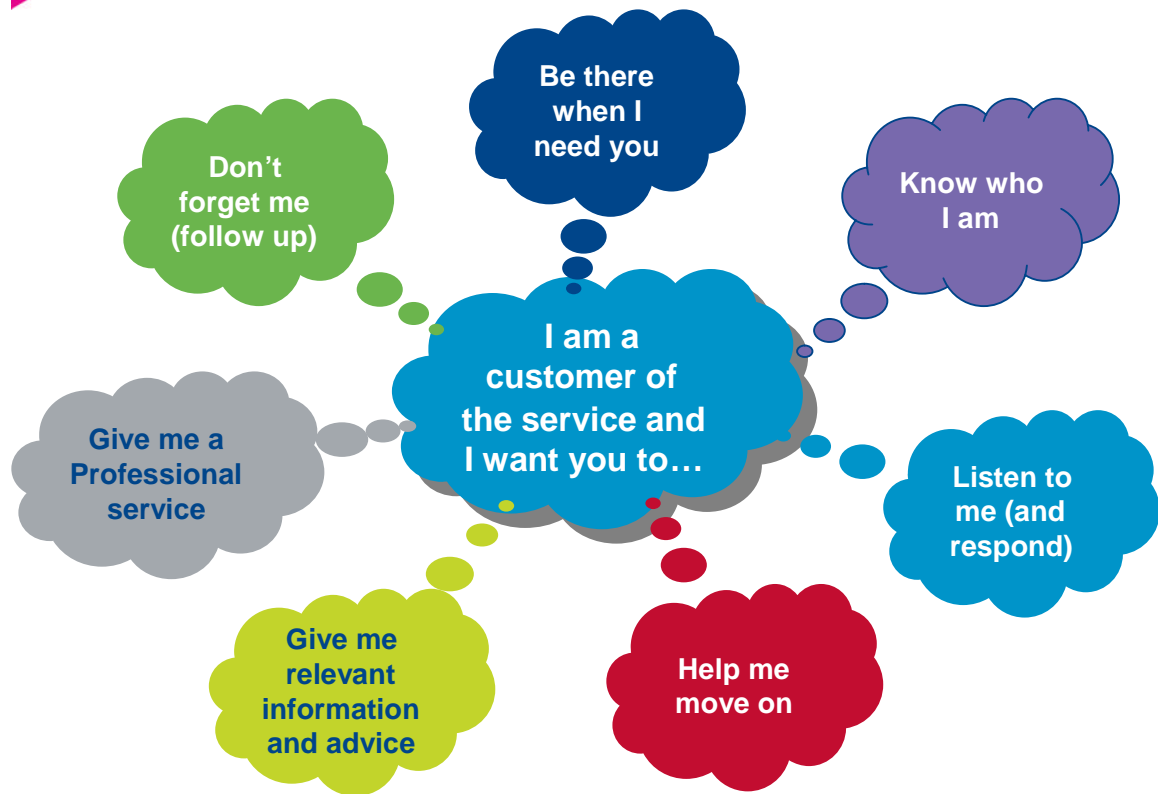 Be there
when I
need you
Don't
forget me
(follow up)
Know who
I am
I am a
customer of
the service and
I want you to…
Give me a
Professional
service
Listen to
me (and
respond)
Give me
relevant
information
and advice
Help me
move on